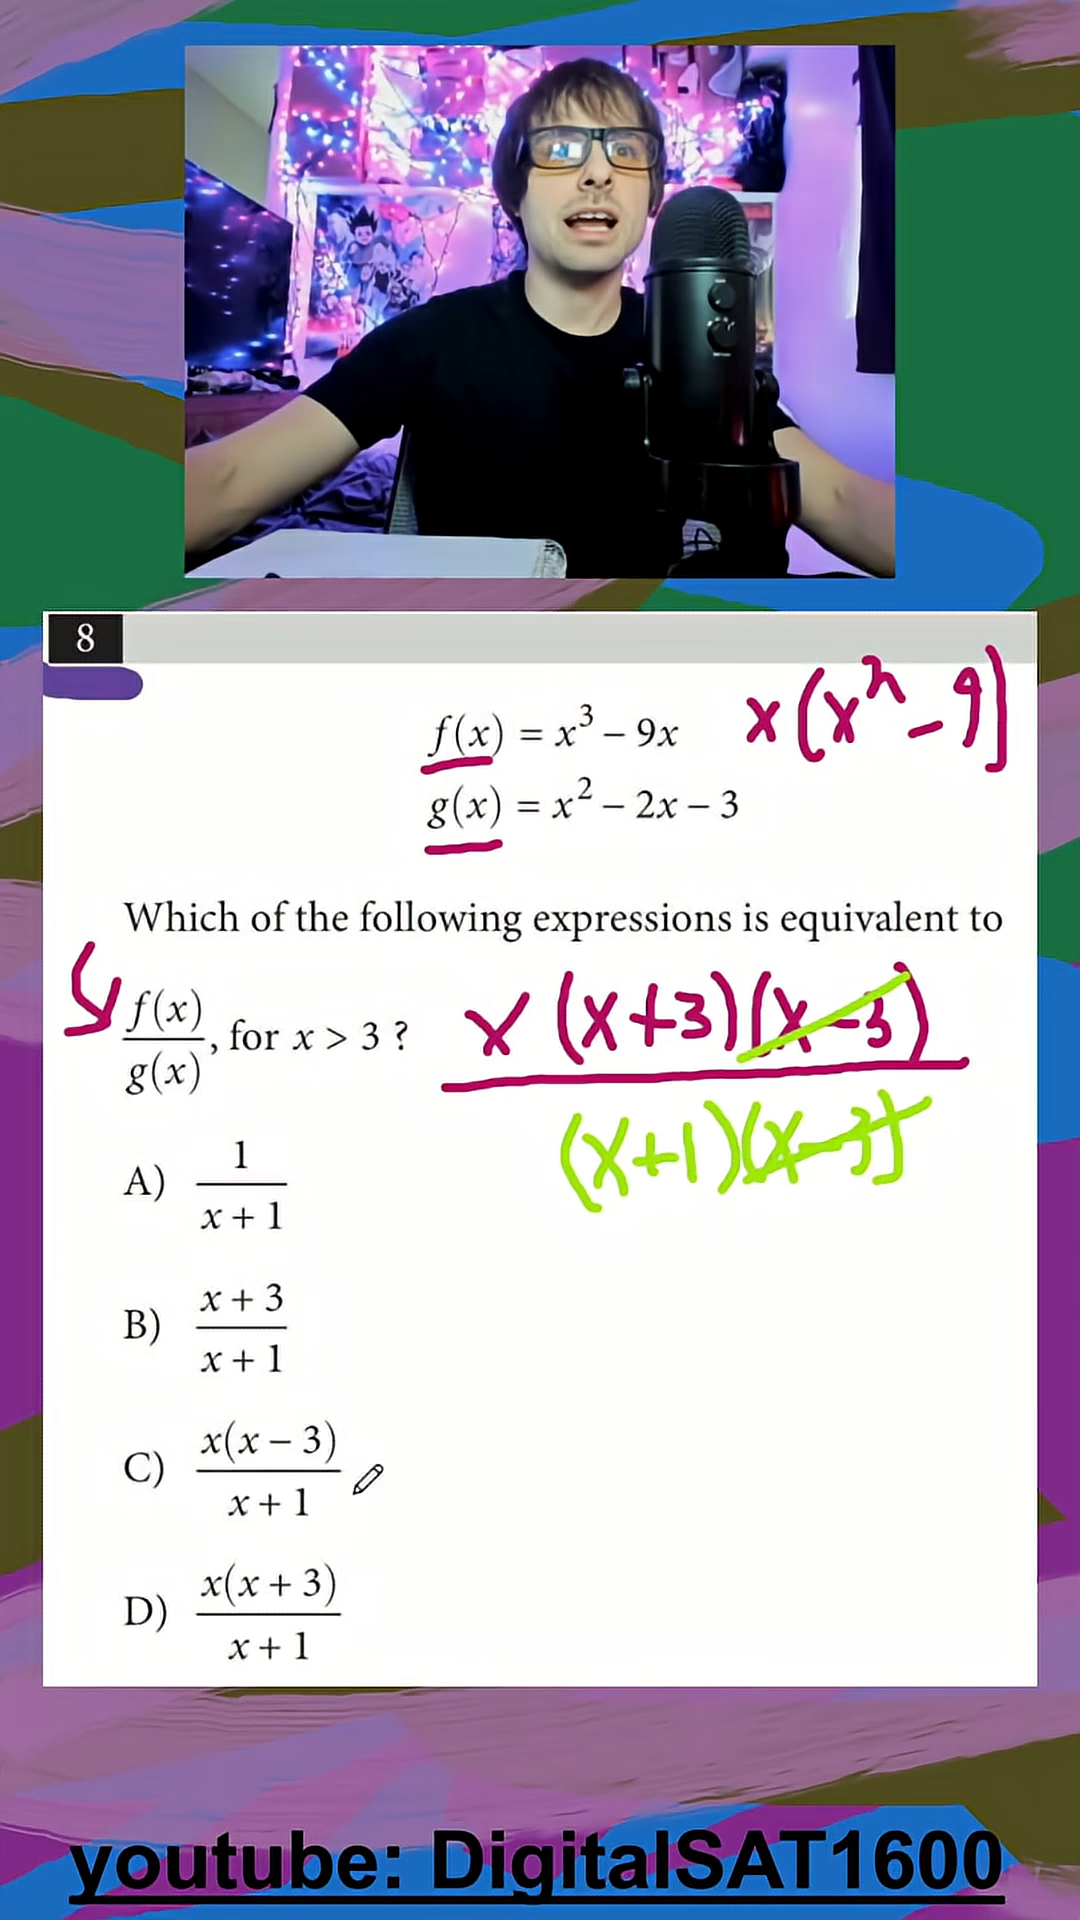 8
f(x) = x³ – 9x x(x² – 9)
g(x) = x² – 2x – 3
Which of the following expressions is equivalent to
f(x)/g(x), for x > 3 ? x(x+3)(x-3)/(x+1)(x-3)
A) 1/(x + 1)
B) (x + 3)/(x + 1)
C) x(x – 3)/(x + 1)
D) x(x + 3)/(x + 1)
youtube: DigitalSAT1600